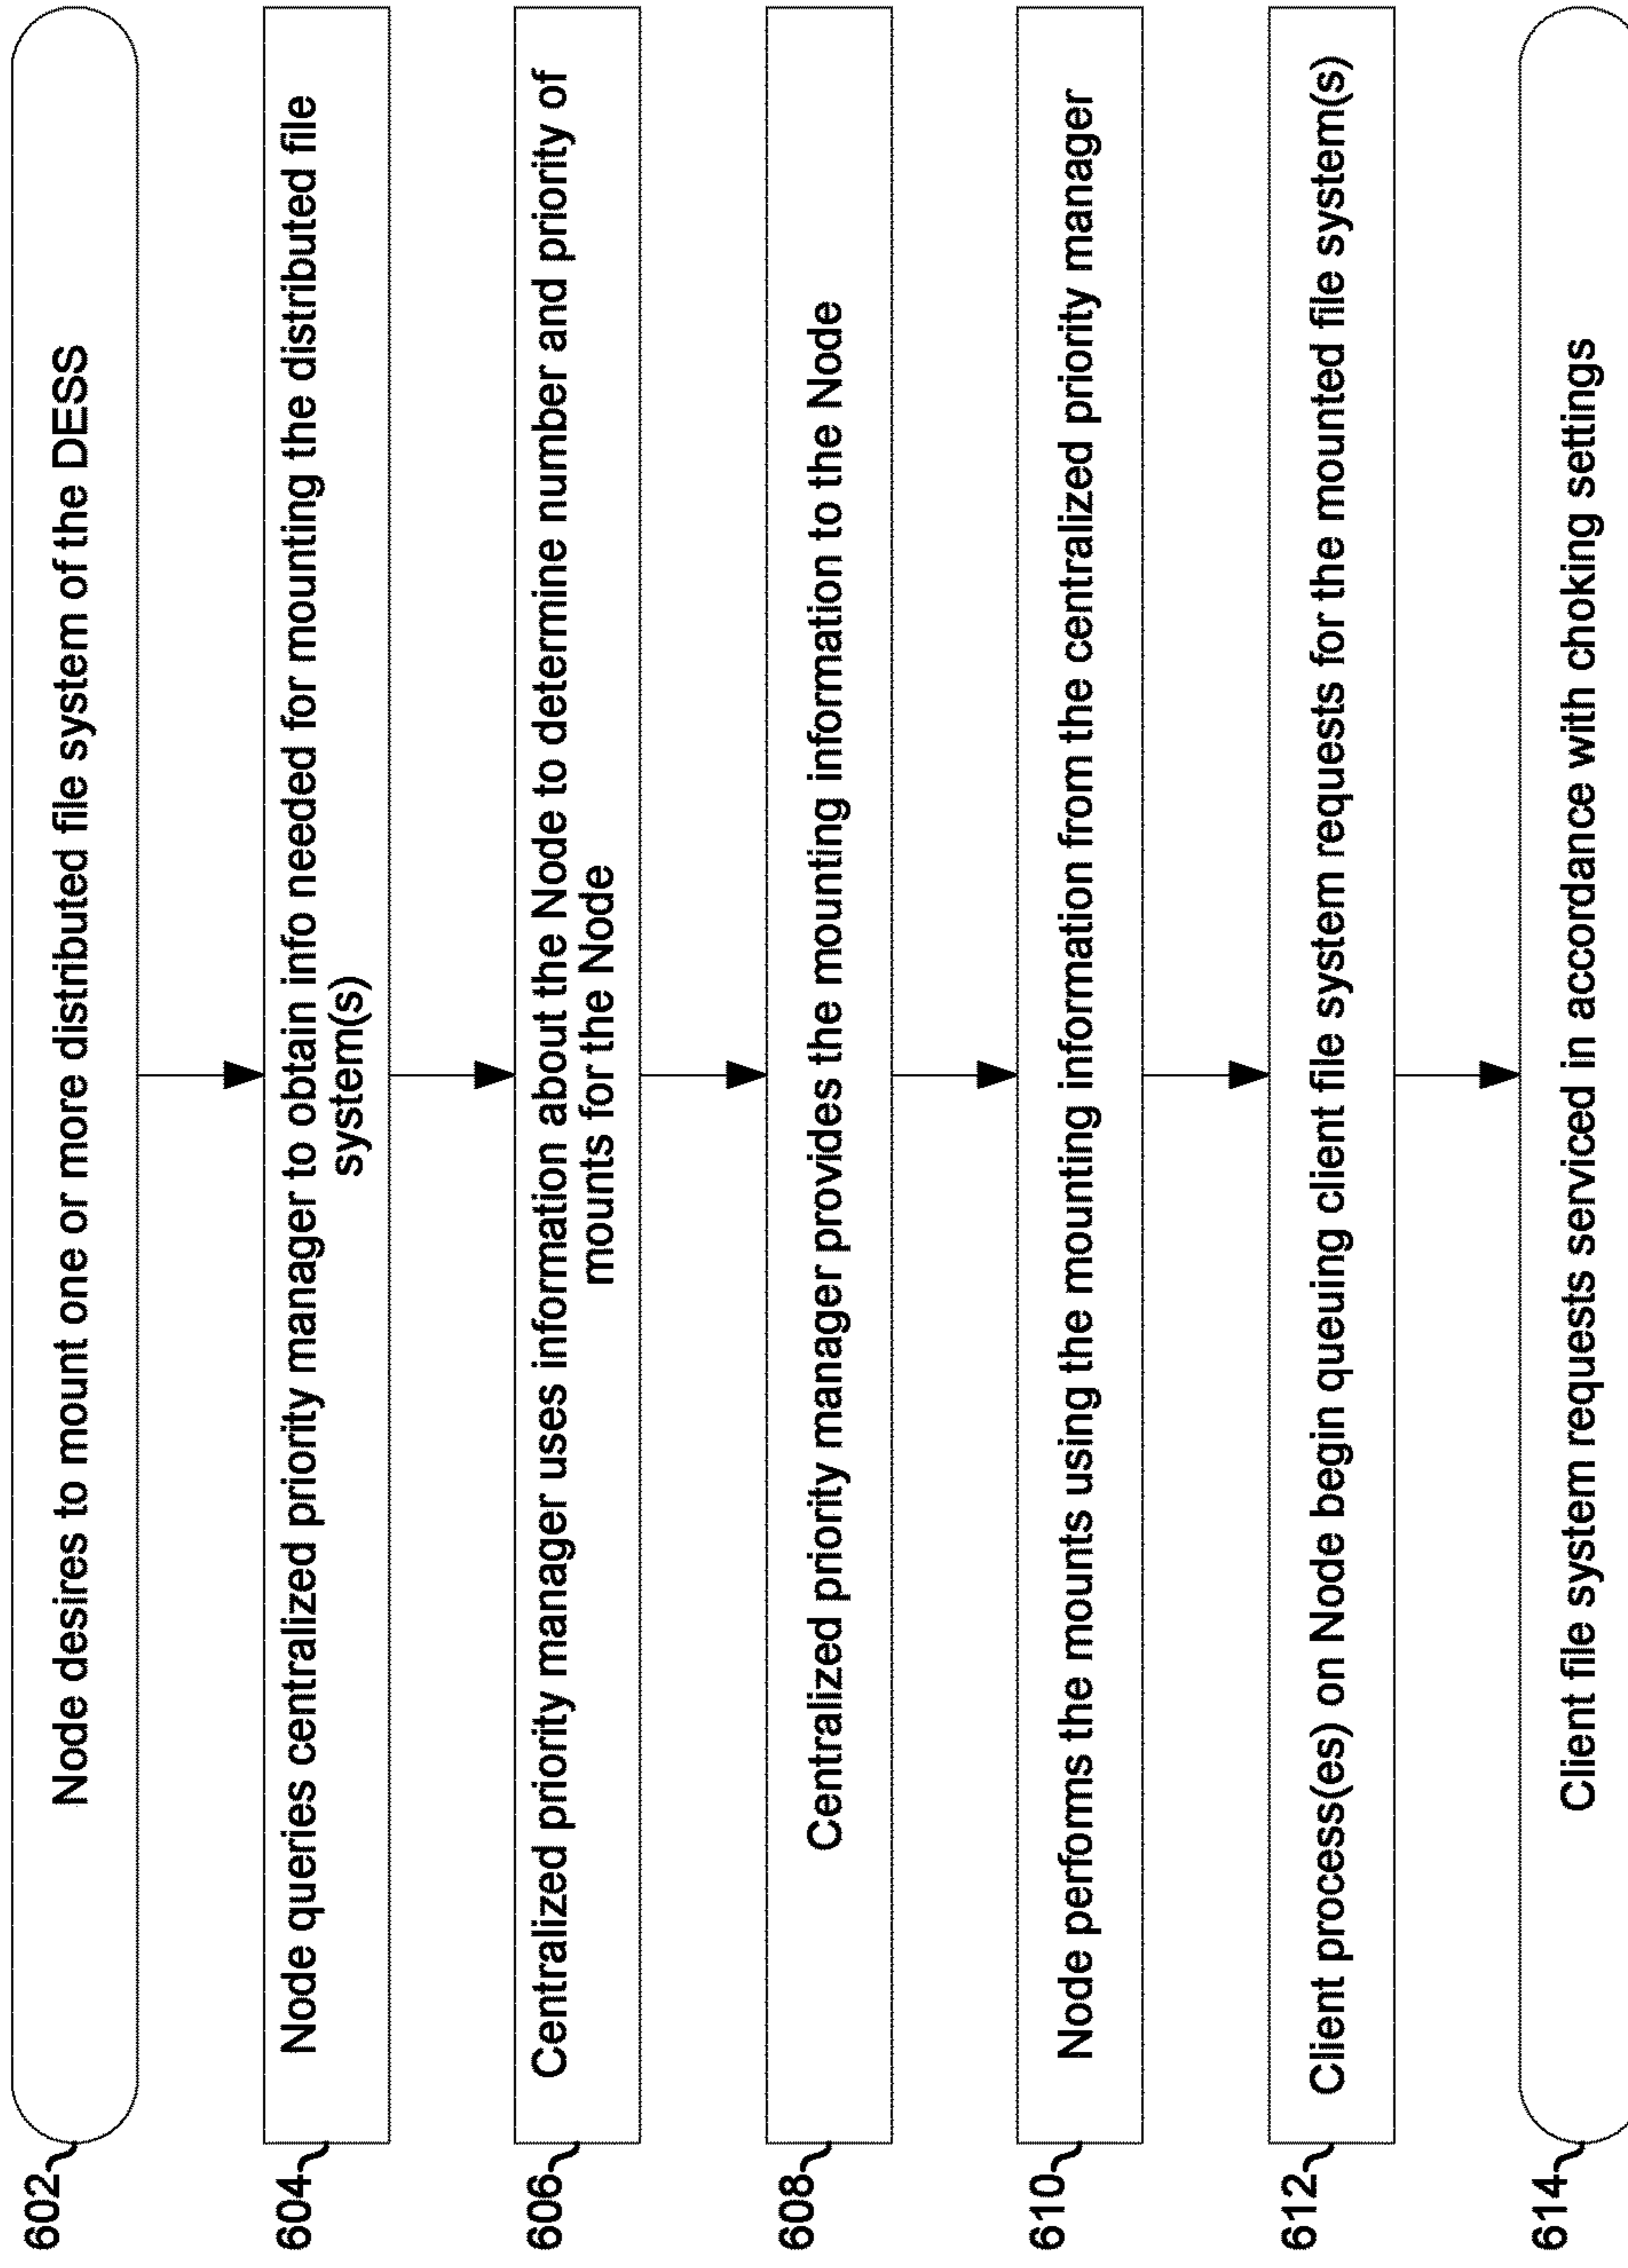 602
Node desires to mount one or more distributed file system of the DESS
604
Node queries centralized priority manager to obtain info needed for mounting the distributed file
system(s)
606
Centralized priority manager uses information about the Node to determine number and priority of
mounts for the Node
608
Centralized priority manager provides the mounting information to the Node
610
Node performs the mounts using the mounting information from the centralized priority manager
612
Client process(es) on Node begin queuing client file system requests for the mounted file system(s)
614
Client file system requests serviced in accordance with choking settings